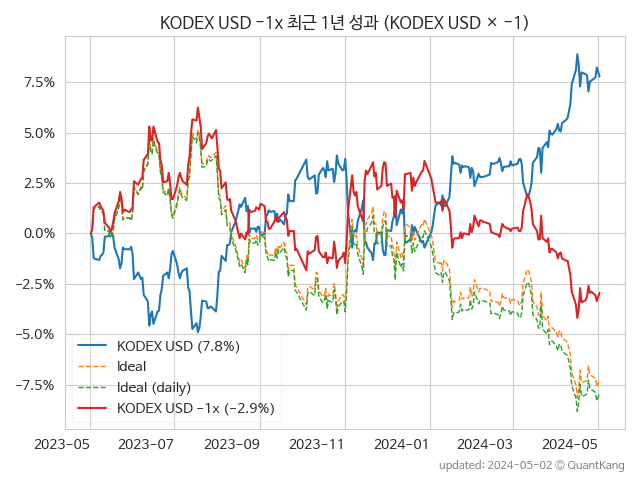 KODEX USD −1x 최근 1년 성과 (KODEX USD × −1)
7.5%
5.0%
2.5%
0.0%
−2.5%
−5.0%
−7.5%
KODEX USD (7.8%)
Ideal
Ideal (daily)
KODEX USD −1x (−2.9%)
2023−05 2023−07 2023−09 2023−11 2024−01 2024−03 2024−05
updated: 2024−05−02 © QuantKang